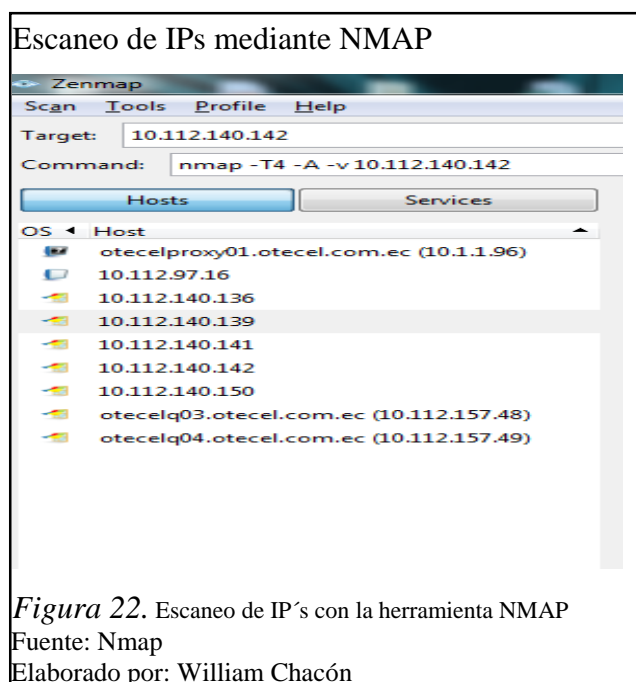 Escaneo de IPs mediante NMAP
Zenmap
Scan Tools Profile Help
Target: 10.112.140.142
Command: nmap -T4 -A -v 10.112.140.142
Hosts Services
OS Host
otecelproxy01.otecel.com.ec (10.1.1.96)
10.112.97.16
10.112.140.136
10.112.140.139
10.112.140.141
10.112.140.142
10.112.140.150
otecelq03.otecel.com.ec (10.112.157.48)
otecelq04.otecel.com.ec (10.112.157.49)
Figura 22. Escaneo de IP´s con la herramienta NMAP
Fuente: Nmap
Elaborado por: William Chacón